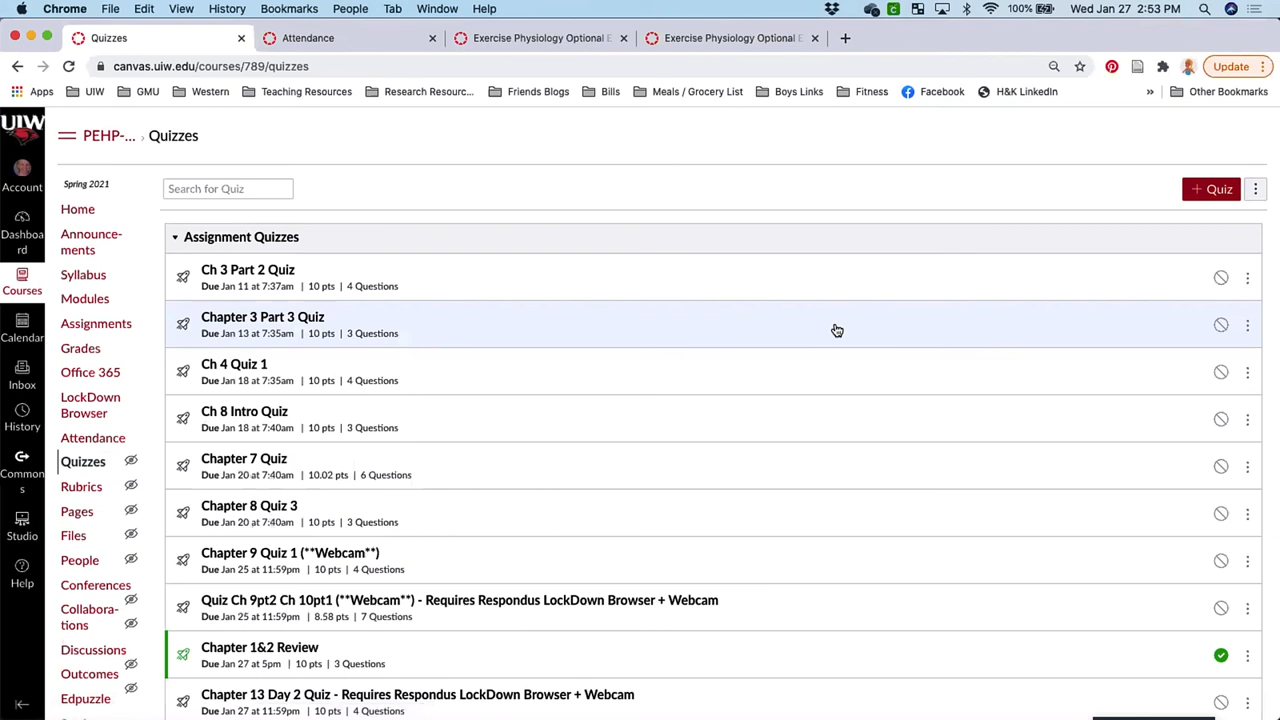 Chrome File Edit View History Bookmarks People Tab Window Help 100% Wed Jan 27 2:53 PM
Quizzes Attendance Exercise Physiology Optional E Exercise Physiology Optional E
canvas.uiw.edu/courses/789/quizzes Update
Apps UIW GMU Western Teaching Resources Research Resourc... Friends Blogs Bills Meals / Grocery List Boys Links Fitness Facebook H&K LinkedIn » Other Bookmarks
UIW
Account
Dashboa
rd
Courses
Calendar
Inbox
History
Common
s
Studio
Help
PEHP-... › Quizzes
Spring 2021
Home
Announce-
ments
Syllabus
Modules
Assignments
Grades
Office 365
LockDown
Browser
Attendance
Quizzes
Rubrics
Pages
Files
People
Conferences
Collabora-
tions
Discussions
Outcomes
Edpuzzle
Search for Quiz
+ Quiz
Assignment Quizzes
Ch 3 Part 2 Quiz
Due Jan 11 at 7:37am | 10 pts | 4 Questions
Chapter 3 Part 3 Quiz
Due Jan 13 at 7:35am | 10 pts | 3 Questions
Ch 4 Quiz 1
Due Jan 18 at 7:35am | 10 pts | 4 Questions
Ch 8 Intro Quiz
Due Jan 18 at 7:40am | 10 pts | 3 Questions
Chapter 7 Quiz
Due Jan 20 at 7:40am | 10.02 pts | 6 Questions
Chapter 8 Quiz 3
Due Jan 20 at 7:40am | 10 pts | 3 Questions
Chapter 9 Quiz 1 (**Webcam**)
Due Jan 25 at 11:59pm | 10 pts | 4 Questions
Quiz Ch 9pt2 Ch 10pt1 (**Webcam**) - Requires Respondus LockDown Browser + Webcam
Due Jan 25 at 11:59pm | 8.58 pts | 7 Questions
Chapter 1&2 Review
Due Jan 27 at 5pm | 10 pts | 3 Questions
Chapter 13 Day 2 Quiz - Requires Respondus LockDown Browser + Webcam
Due Jan 27 at 11:59pm | 10 pts | 4 Questions